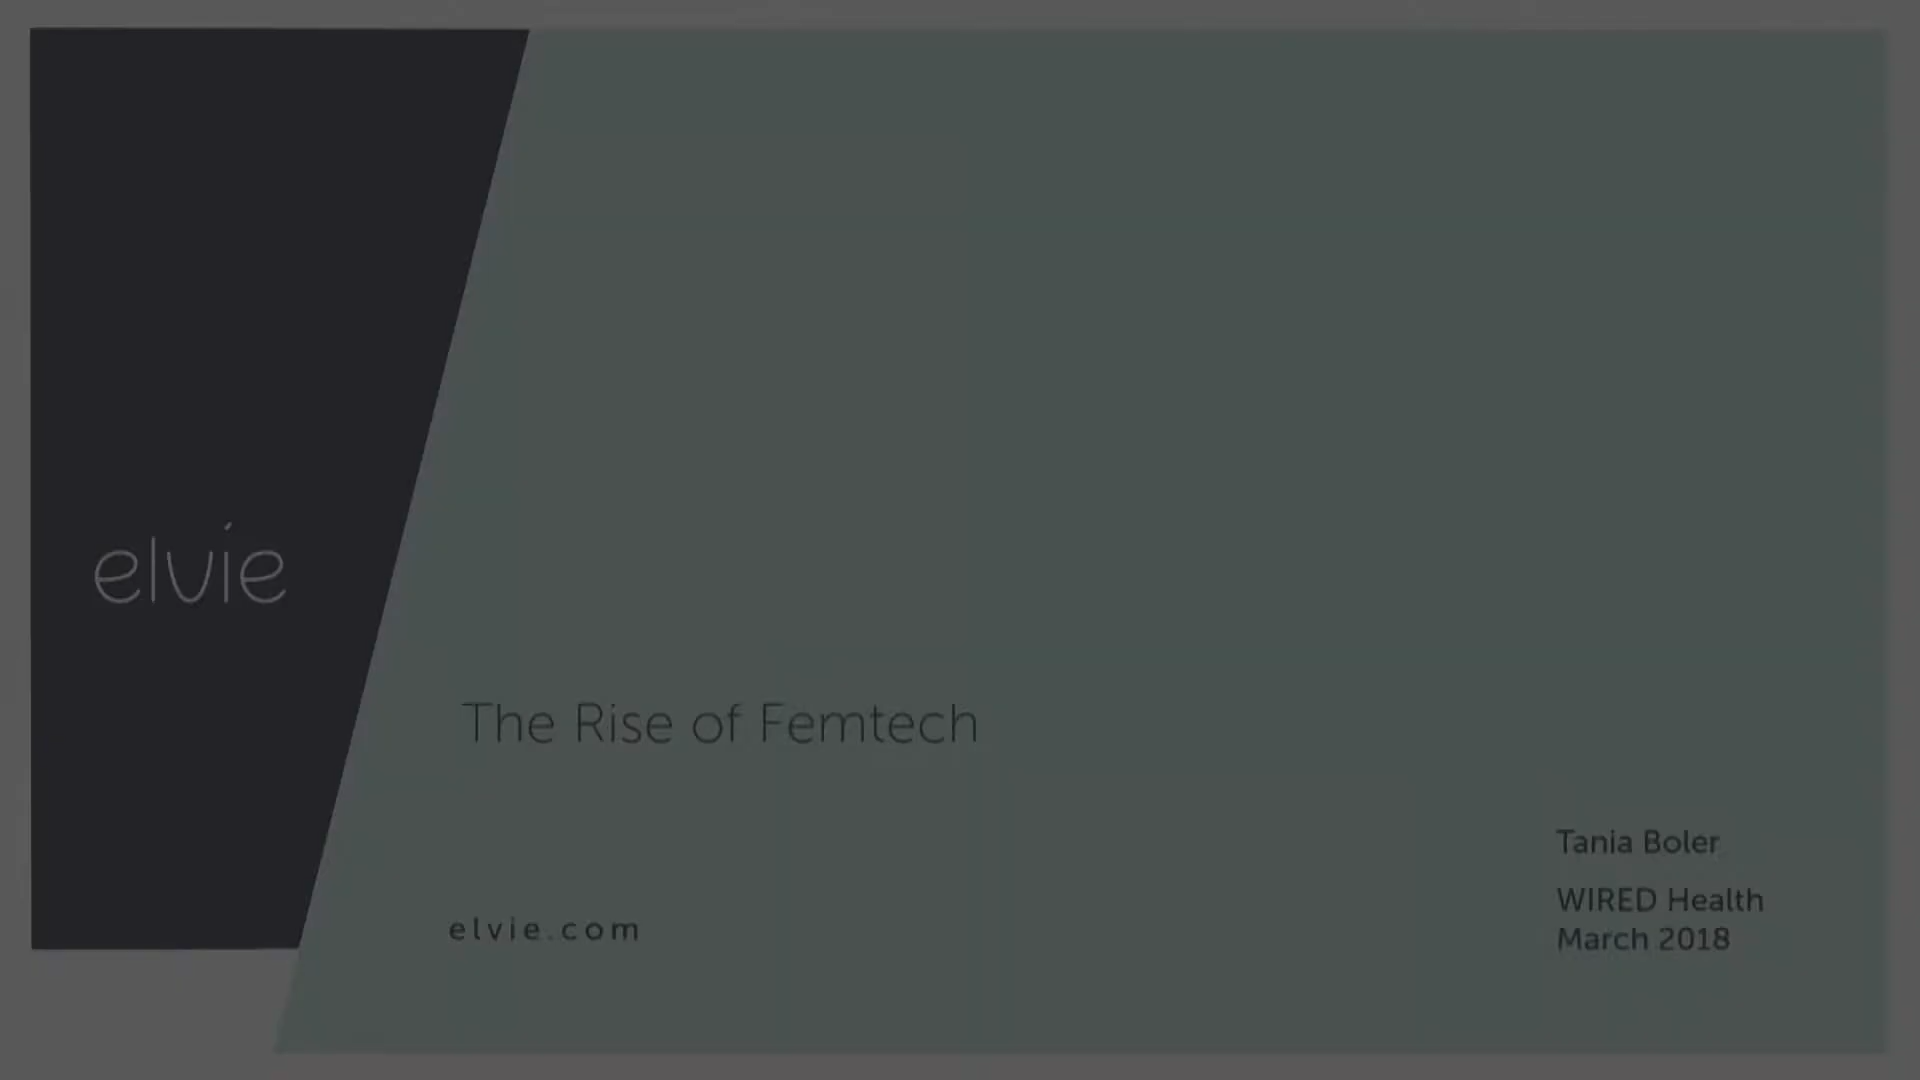 elvie
The Rise of Femtech
elvie.com
Tania Boler
WIRED Health
March 2018